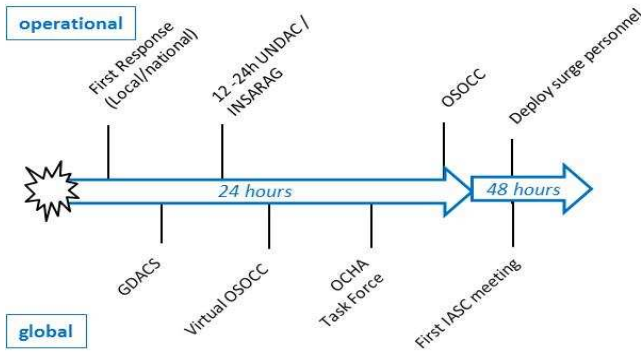 operational
First Response
(Local/national)
12 -24h UNDAC /
INSARAG
OSOCC
Deploy surge personnel
24 hours
48 hours
GDACS
Virtual OSOCC
OCHA
Task Force
First IASC meeting
global